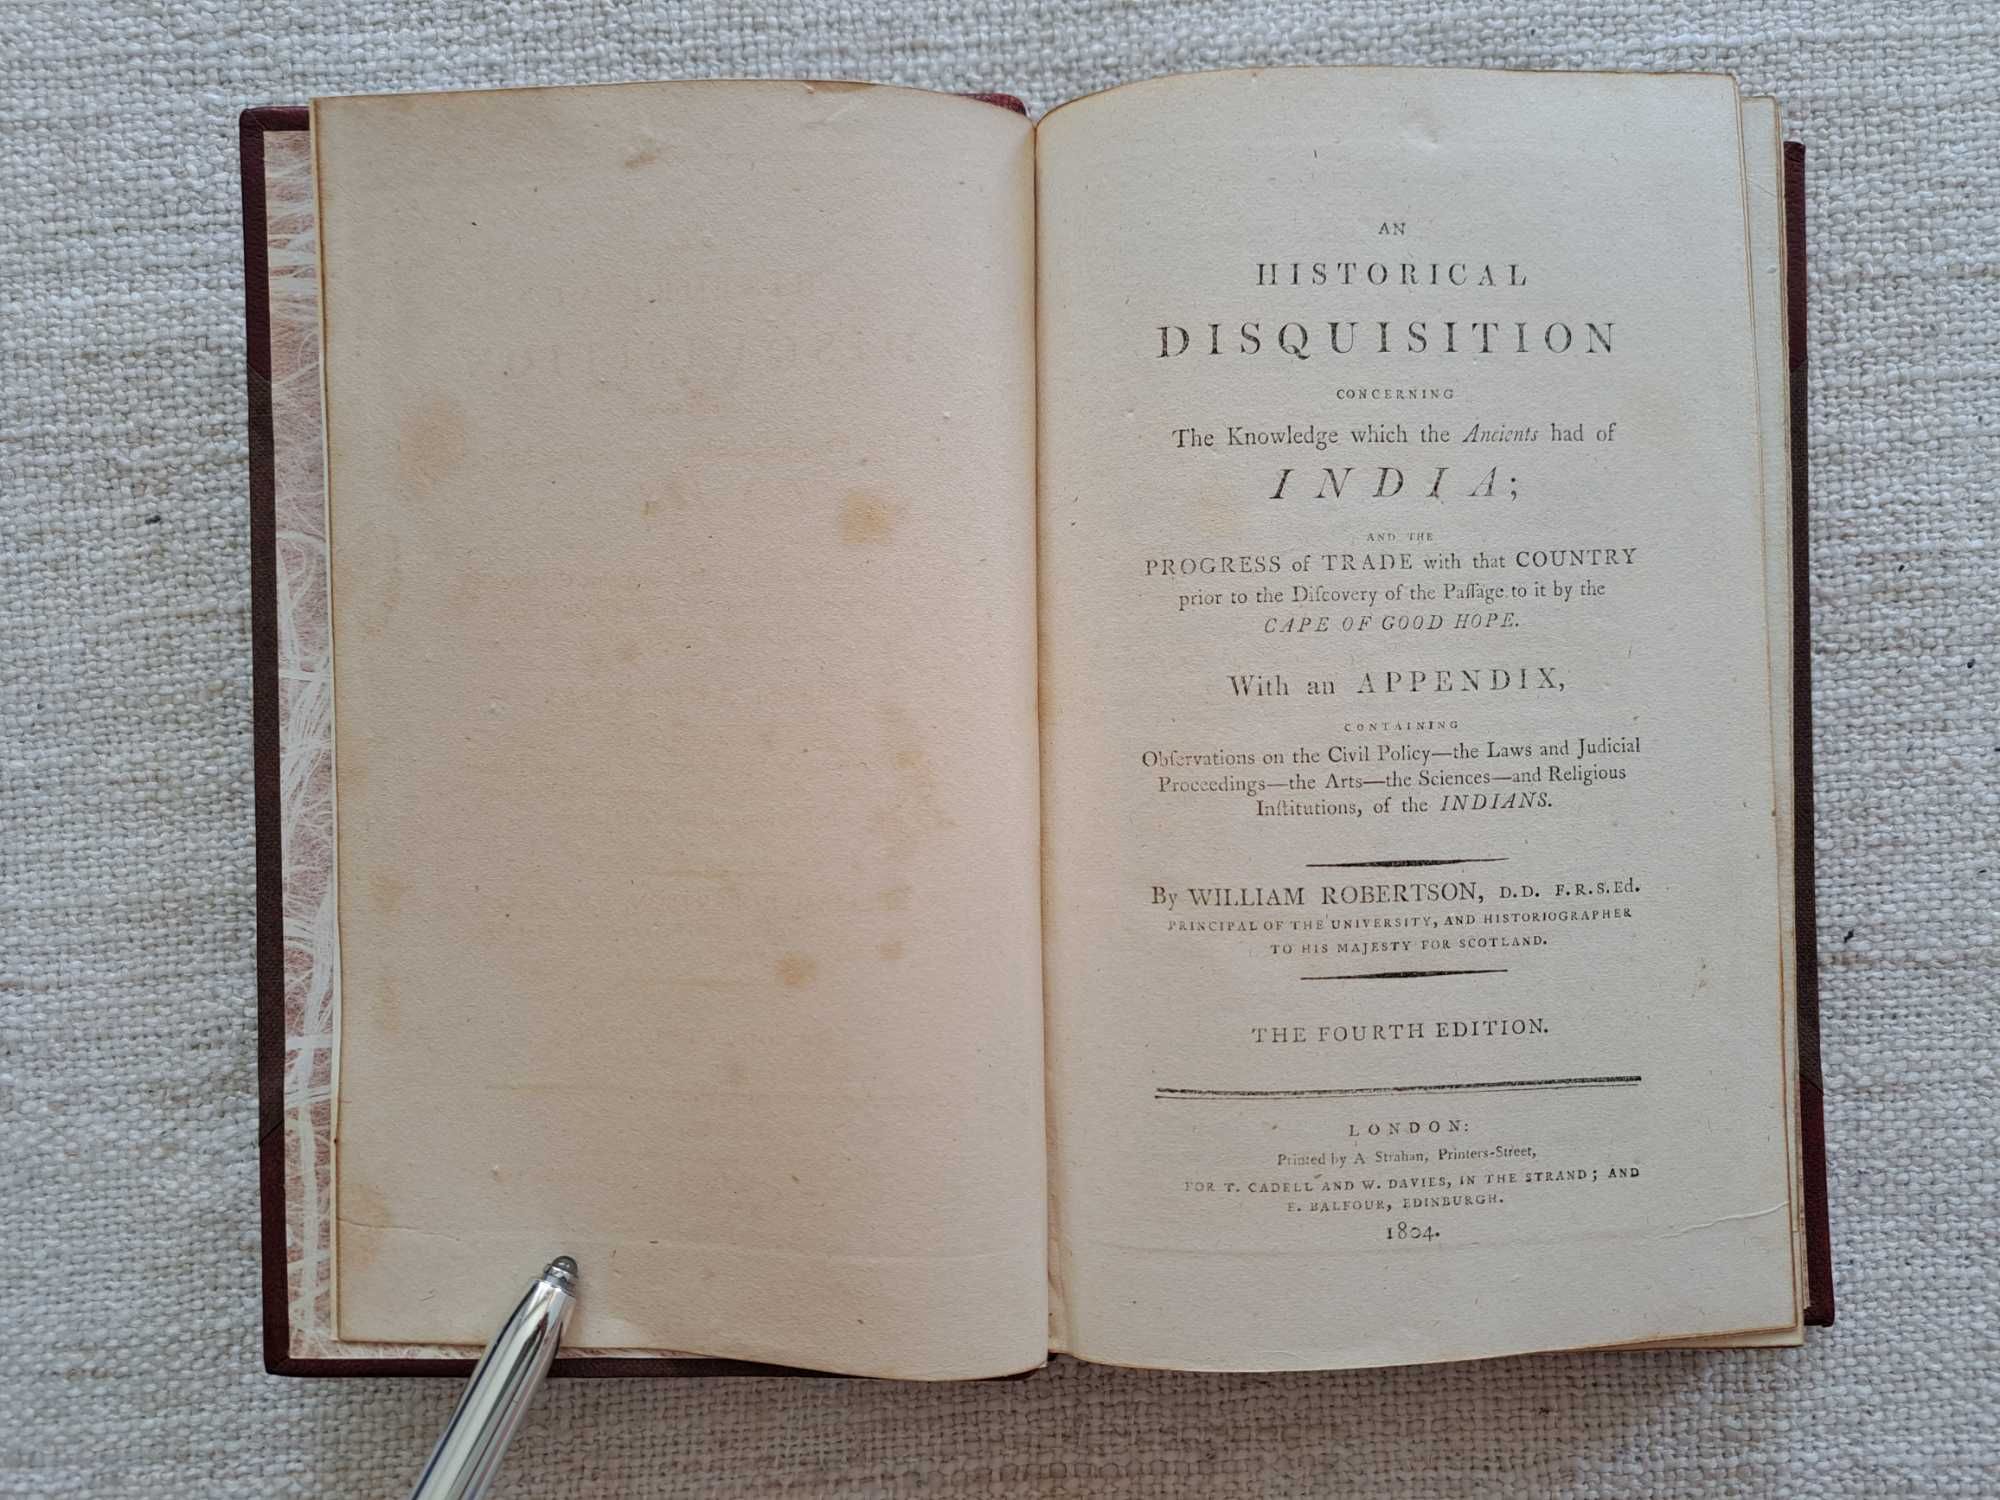 AN
HISTORICAL
DISQUISITION
CONCERNING
The Knowledge which the Ancients had of
INDIA;
AND THE
PROGRESS of TRADE with that COUNTRY
prior to the Diſcovery of the Paſſage to it by the
CAPE OF GOOD HOPE.
With an APPENDIX,
CONTAINING
Obſervations on the Civil Policy—the Laws and Judicial
Proceedings—the Arts—the Sciences—and Religious
Inſtitutions, of the INDIANS.
By WILLIAM ROBERTSON, D.D. F.R.S.Ed.
PRINCIPAL OF THE UNIVERSITY, AND HISTORIOGRAPHER
TO HIS MAJESTY FOR SCOTLAND.
THE FOURTH EDITION.
LONDON:
Printed by A Strahan, Printers-Street,
FOR T. CADELL AND W. DAVIES, IN THE STRAND; AND
E. BALFOUR, EDINBURGH.
1804.